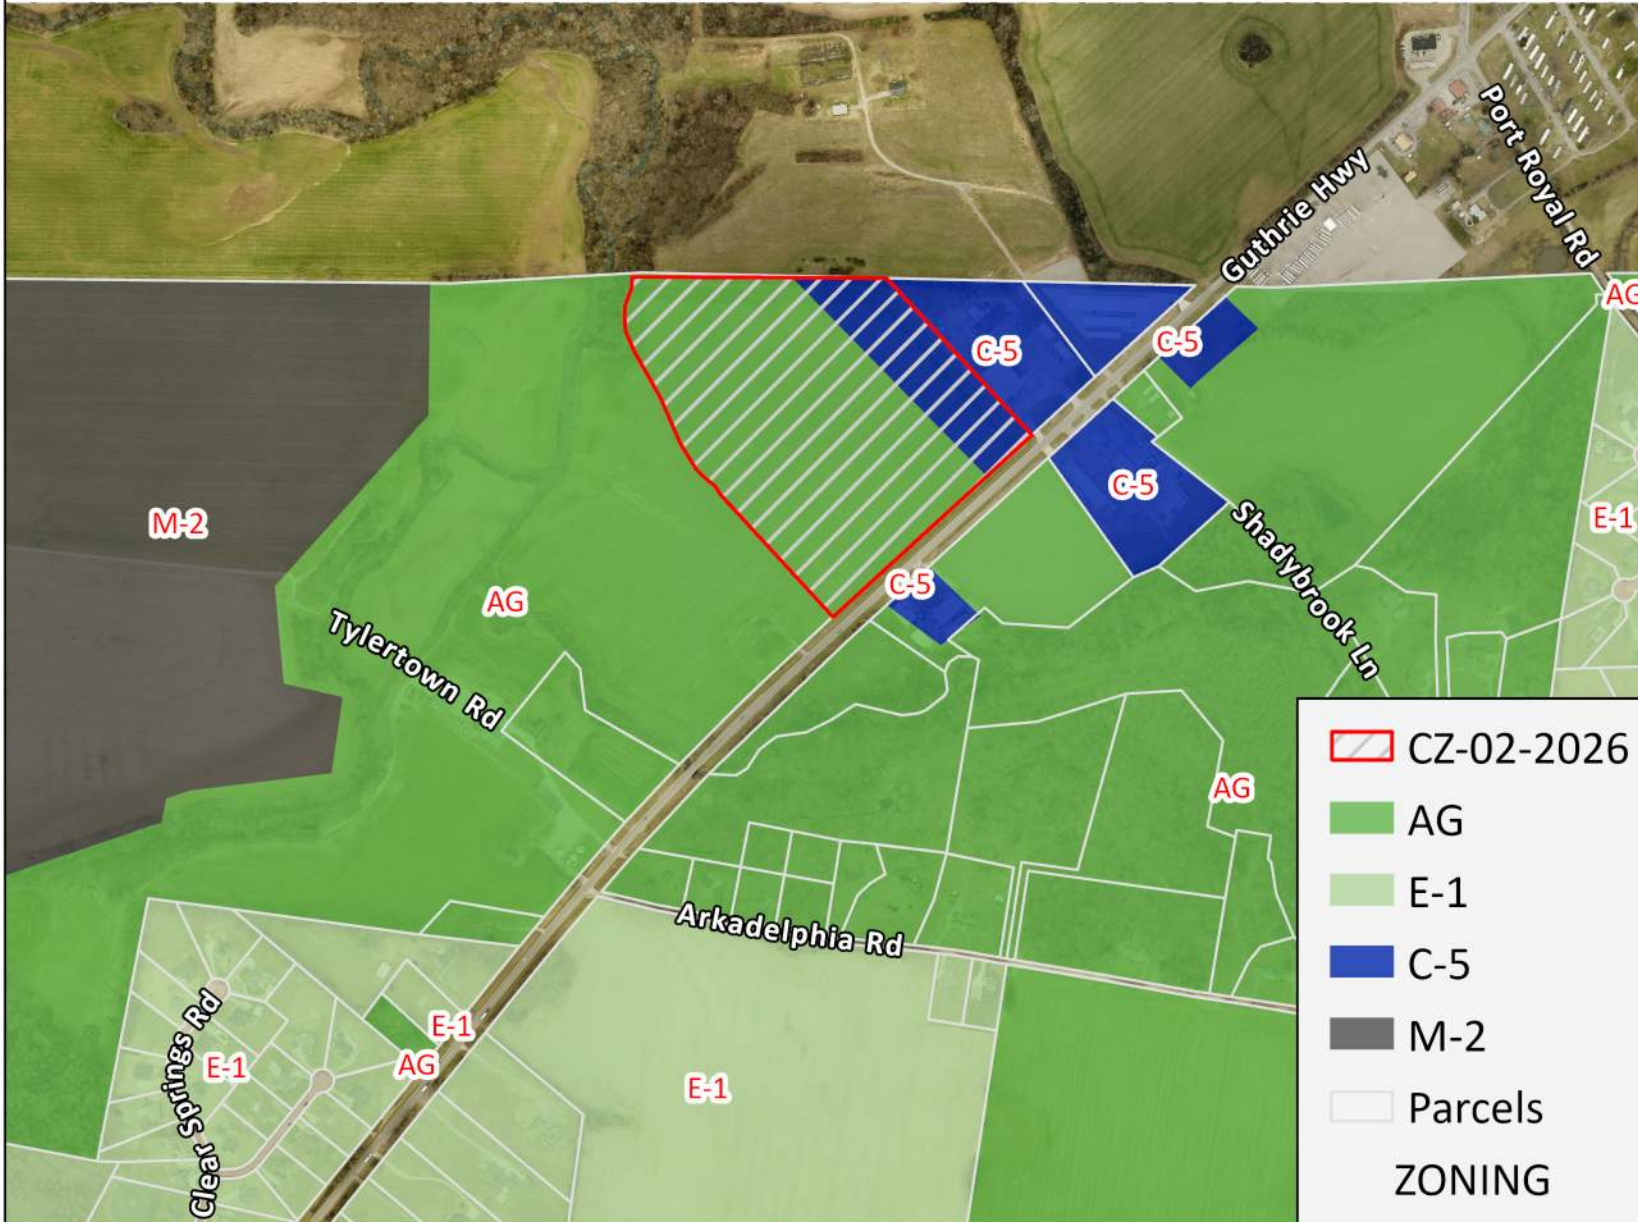 Port Royal Rd
Guthrie Hwy
AG
C-5
C-5
C-5
E-1
M-2
Shadybrook Ln
C-5
AG
Tylertown Rd
CZ-02-2026
AG
AG
E-1
Arkadelphia Rd
C-5
Clear Springs Rd
E-1
E-1
AG
E-1
M-2
Parcels
ZONING